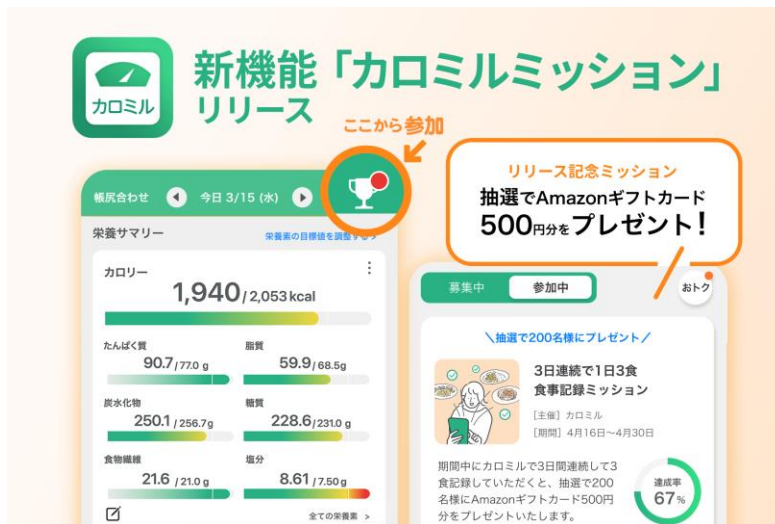 カロミル
新機能「カロミルミッション」
リリース
ここから参加
リリース記念ミッション
抽選でAmazonギフトカード
500円分をプレゼント!
帳尻合わせ 今日 3/15 (水)
栄養サマリー
栄養素の目標値を調整する >
カロリー
1,940 / 2,053 kcal
たんぱく質 脂質
90.7 / 77.0 g 59.9 / 68.5g
炭水化物 糖質
250.1 / 256.7g 228.6 / 231.0 g
食物繊維 塩分
21.6 / 21.0 g 8.61 / 7.50 g
全ての栄養素 >
募集中 参加中 おトク
\抽選で200名様にプレゼント/
3日連続で1日3食
食事記録ミッション
[主催] カロミル
[期間] 4月16日〜4月30日
期間中にカロミルで3日間連続して3
食記録していただくと、抽選で200
名様にAmazonギフトカード500円
分をプレゼントいたします。
達成率
67%